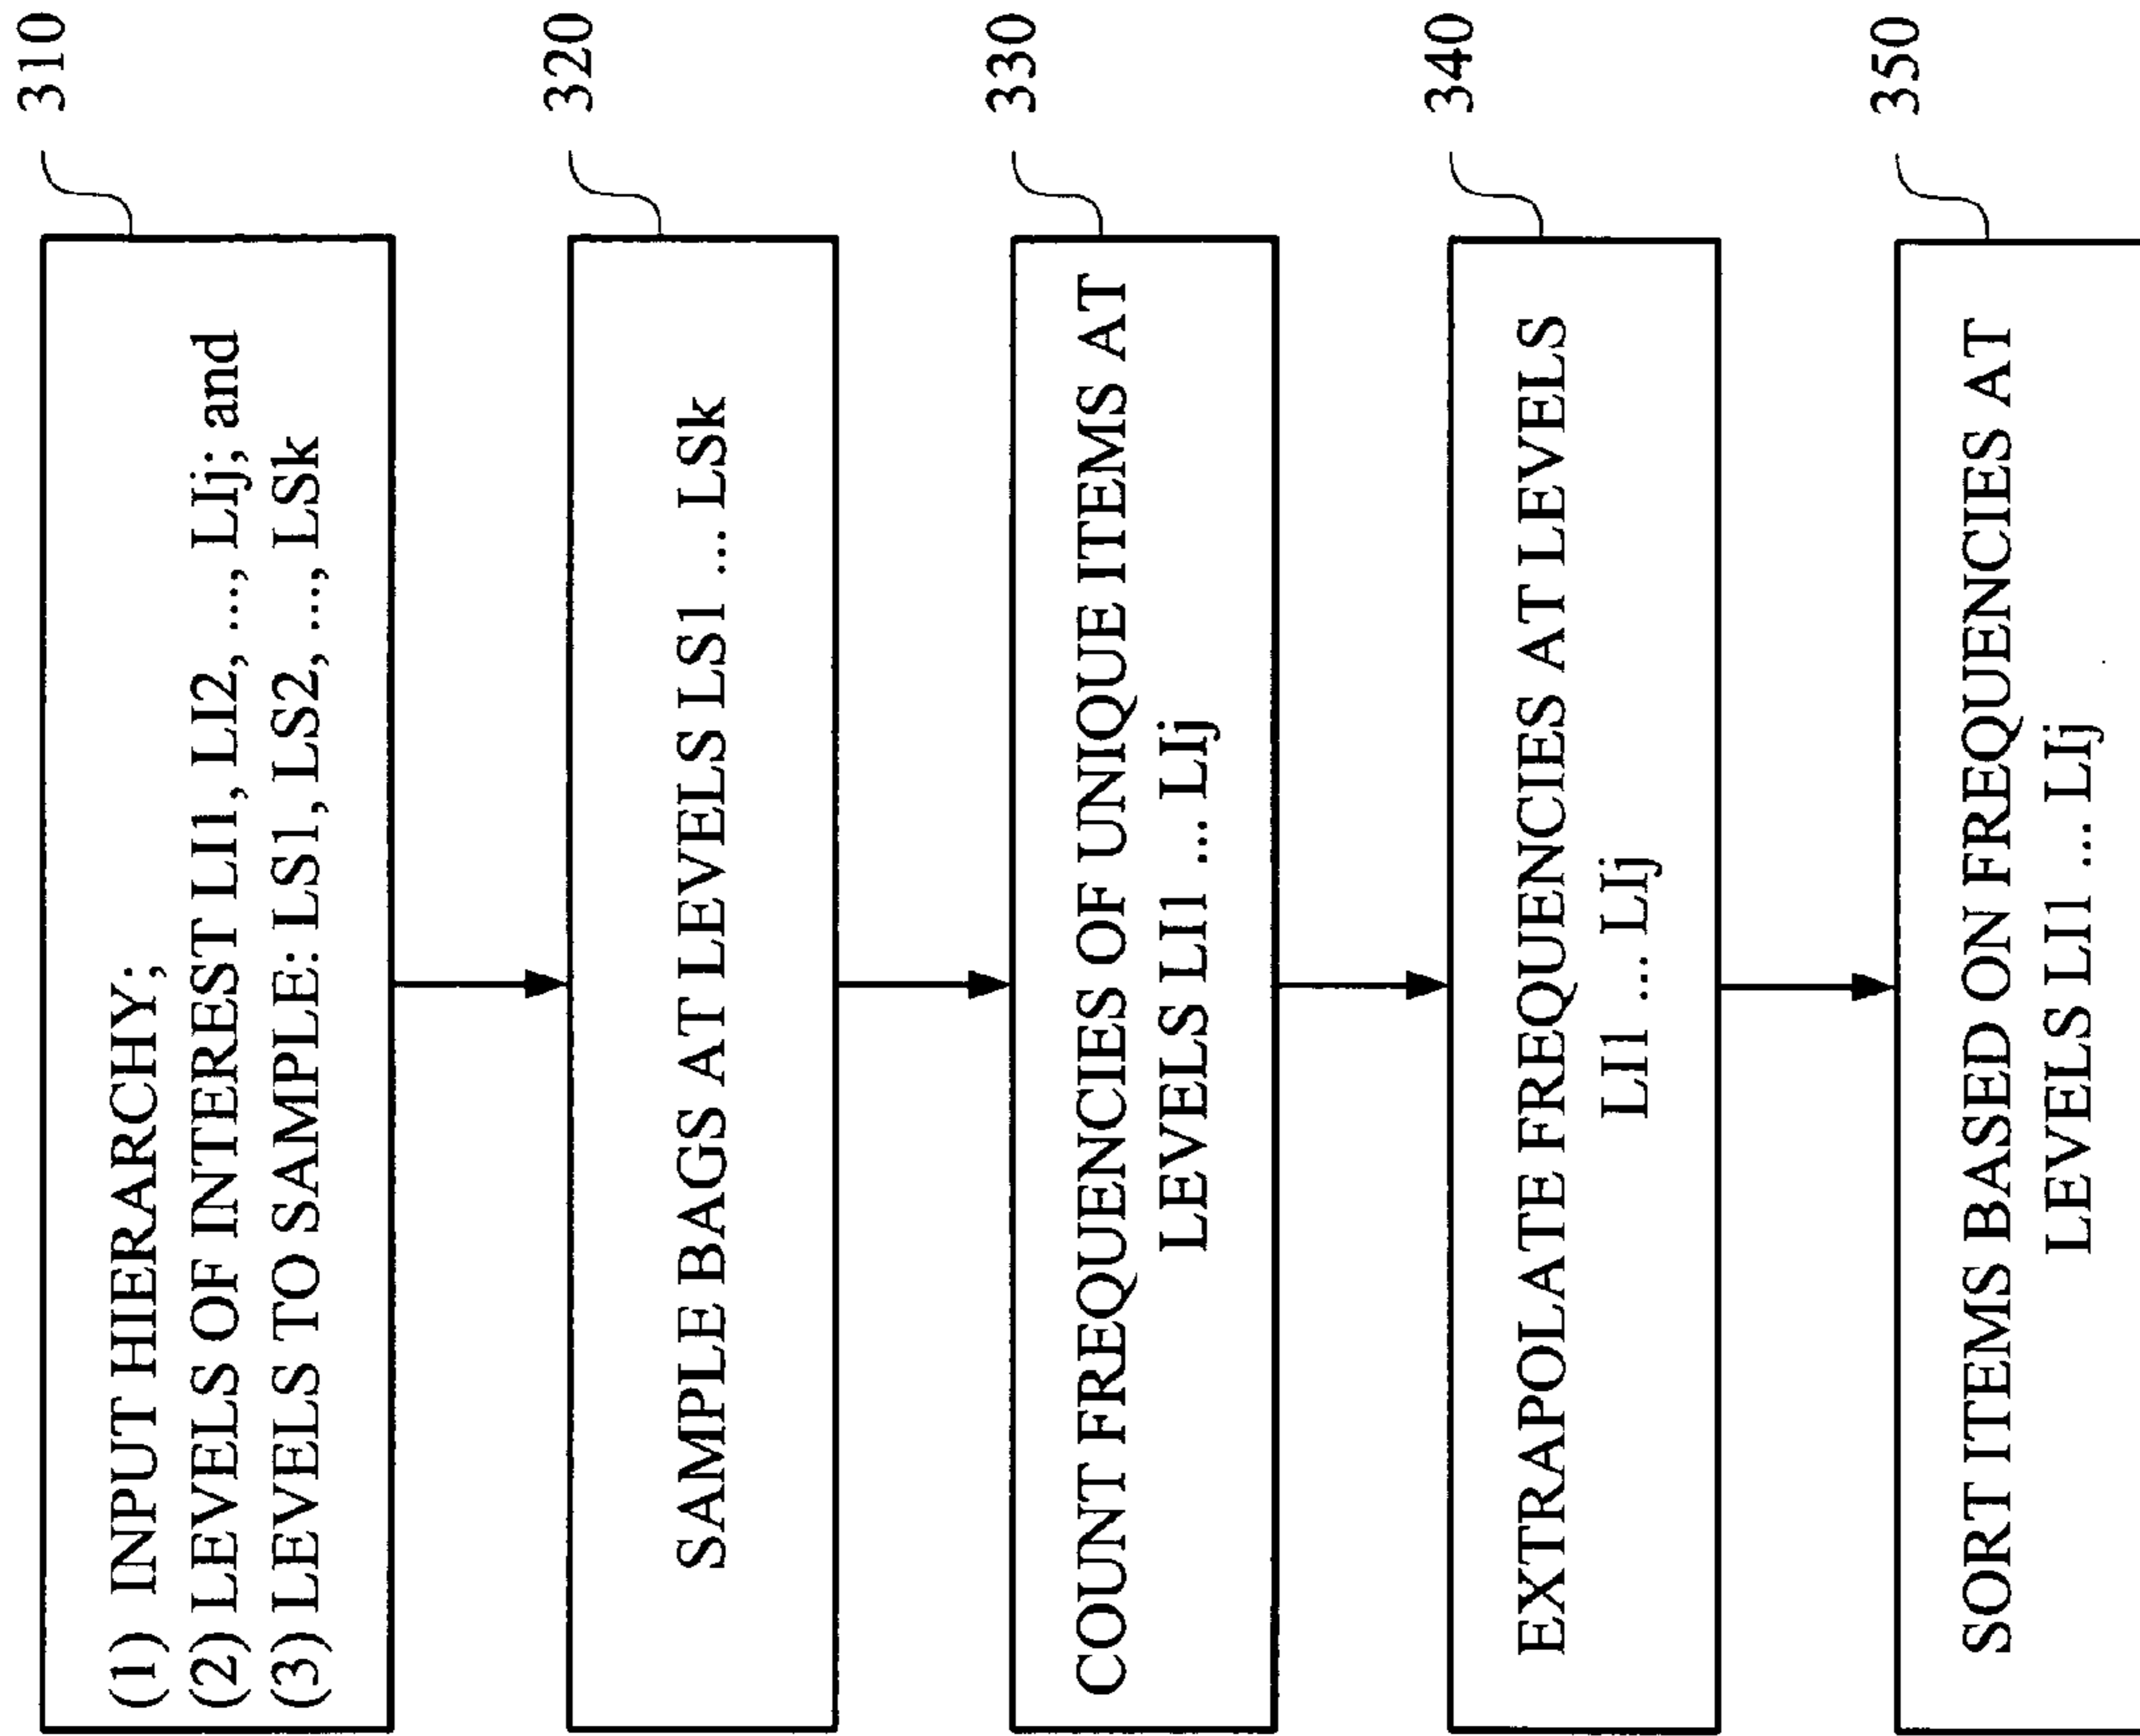 310
(1) INPUT HIERARCHY;
(2) LEVELS OF INTEREST LI1, LI2, ..., LIj; and
(3) LEVELS TO SAMPLE: LS1, LS2, ..., LSk
320
SAMPLE BAGS AT LEVELS LS1 ... LSk
330
COUNT FREQUENCIES OF UNIQUE ITEMS AT
LEVELS LI1 ... LIj
340
EXTRAPOLATE FREQUENCIES AT LEVELS
LI1 ... LIj
350
SORT ITEMS BASED ON FREQUENCIES AT
LEVELS LI1 ... LIj